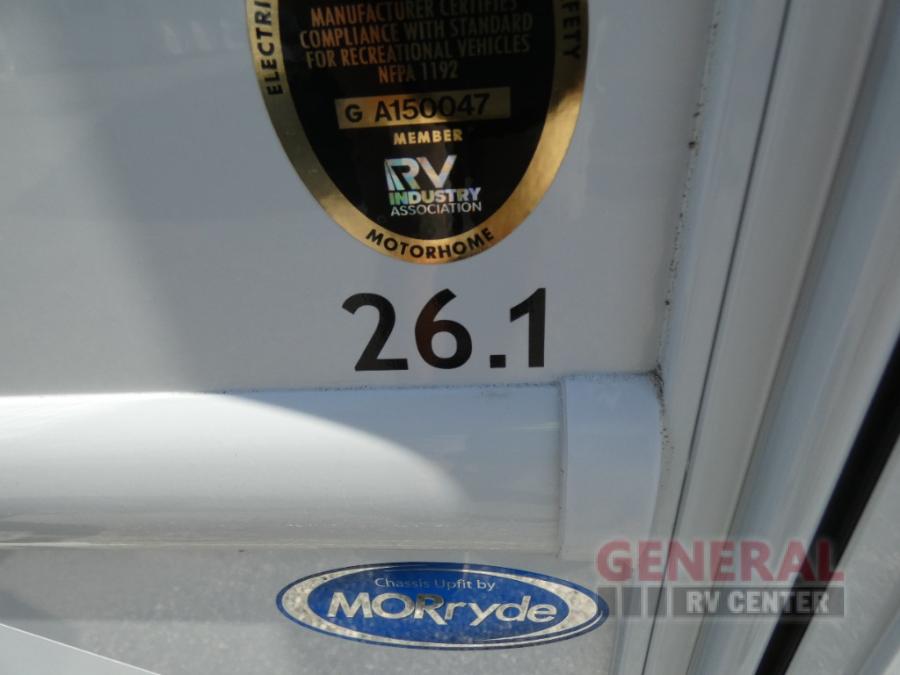 ELECTRI
MANUFACTURER CERTIFIES
COMPLIANCE WITH STANDARD
FOR RECREATIONAL VEHICLES
NFPA 1192
G A150047
MEMBER
RV
INDUSTRY
ASSOCIATION
MOTORHOME
26.1
Chassis Upfit by
MORryde
GENERAL
RV CENTER